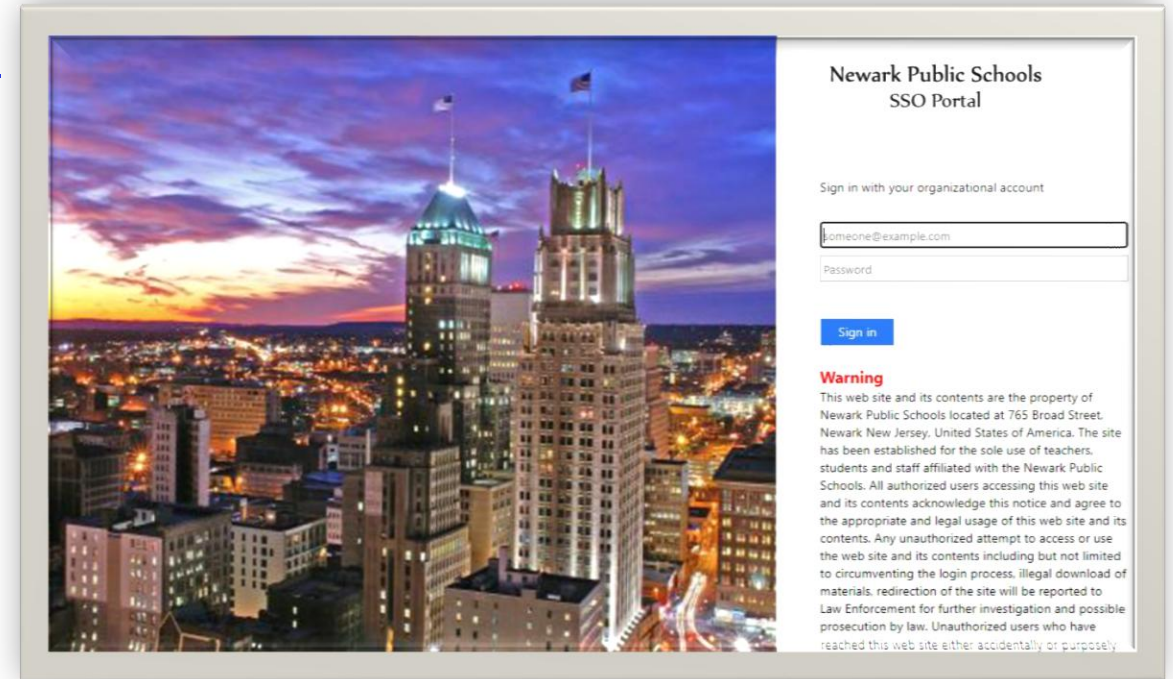 Newark Public Schools
SSO Portal
Sign in with your organizational account
someone@example.com
Password
Sign in
Warning
This web site and its contents are the property of
Newark Public Schools located at 765 Broad Street,
Newark New Jersey, United States of America. The site
has been established for the sole use of teachers,
students and staff affiliated with the Newark Public
Schools. All authorized users accessing this web site
and its contents acknowledge this notice and agree to
the appropriate and legal usage of this web site and its
contents. Any unauthorized attempt to access or use
the web site and its contents including but not limited
to circumventing the login process, illegal download of
materials, redirection of the site will be reported to
Law Enforcement for further investigation and possible
prosecution by law. Unauthorized users who have
reached this web site either accidentally or purposely